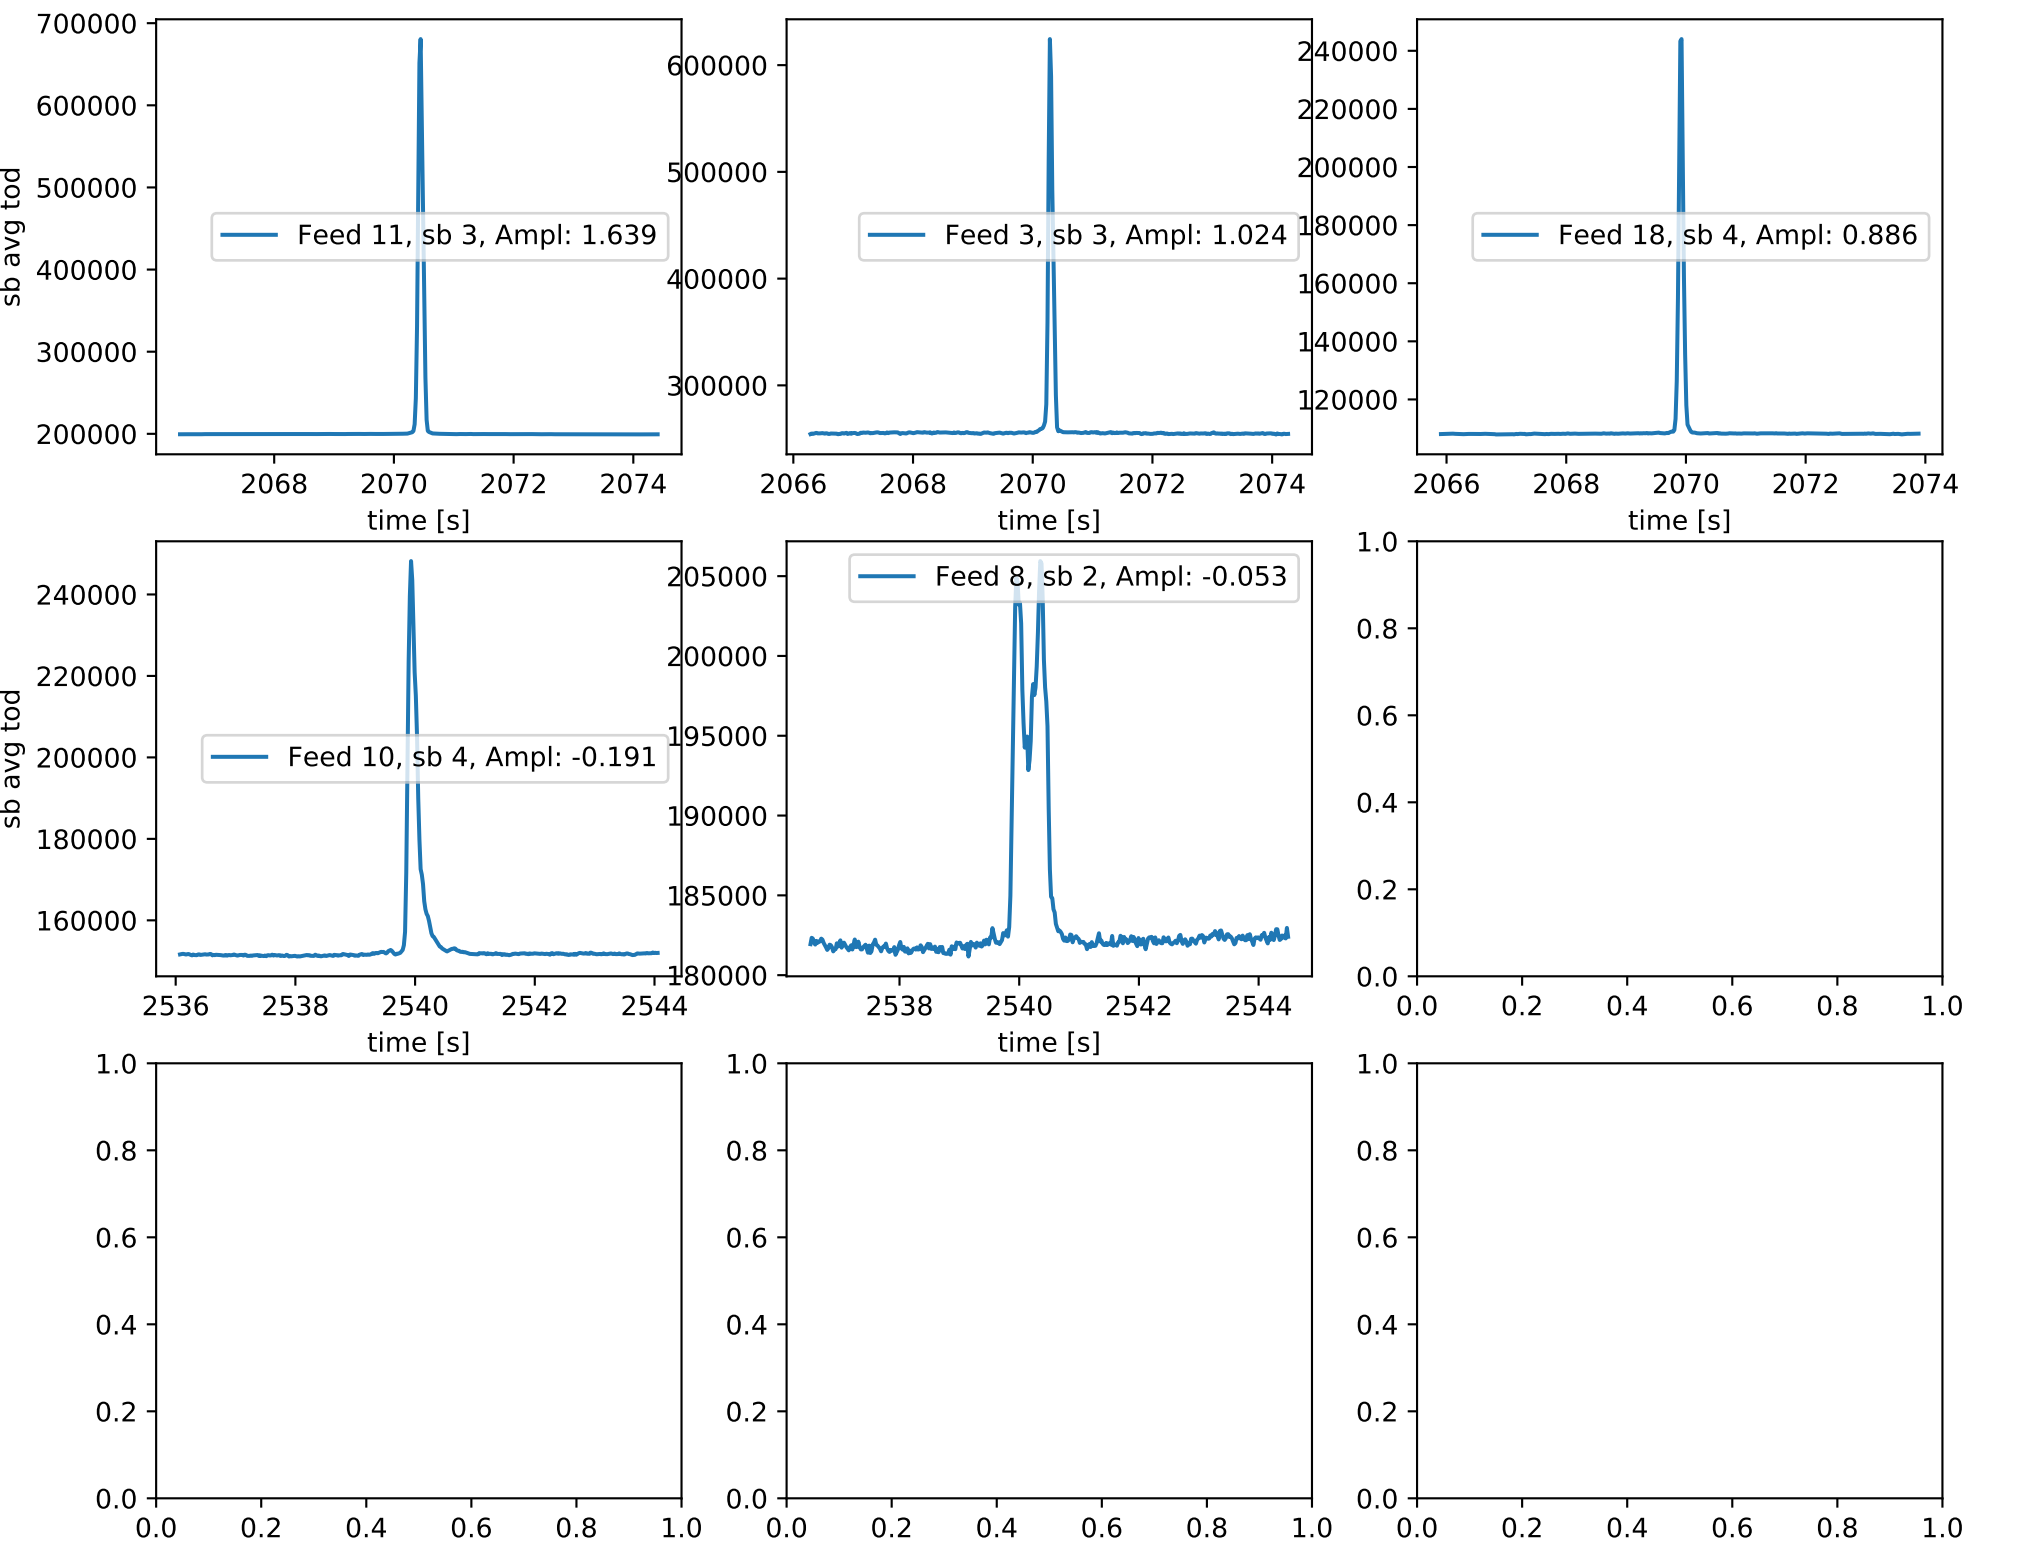 700000
600000
500000
400000
300000
200000
sb avg tod
Feed 11, sb 3, Ampl: 1.639
2068 2070 2072 2074
time [s]
600000
500000
400000
300000
Feed 3, sb 3, Ampl: 1.024
2066 2068 2070 2072 2074
time [s]
240000
220000
200000
180000
160000
140000
120000
Feed 18, sb 4, Ampl: 0.886
2066 2068 2070 2072 2074
time [s]
240000
220000
200000
180000
160000
sb avg tod
Feed 10, sb 4, Ampl: -0.191
2536 2538 2540 2542 2544
time [s]
205000
200000
195000
190000
185000
180000
Feed 8, sb 2, Ampl: -0.053
2538 2540 2542 2544
time [s]
1.0
0.8
0.6
0.4
0.2
0.0
0.0 0.2 0.4 0.6 0.8 1.0
1.0
0.8
0.6
0.4
0.2
0.0
0.0 0.2 0.4 0.6 0.8 1.0
1.0
0.8
0.6
0.4
0.2
0.0
0.0 0.2 0.4 0.6 0.8 1.0
1.0
0.8
0.6
0.4
0.2
0.0
0.0 0.2 0.4 0.6 0.8 1.0